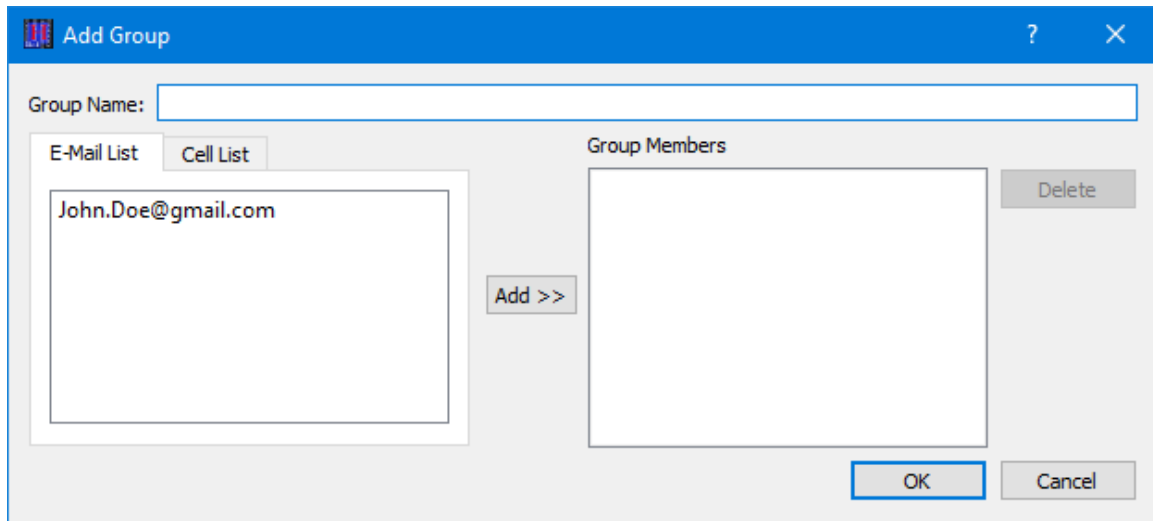 Add Group
?
Group Name:
E-Mail List
Cell List
Group Members
John.Doe@gmail.com
Delete
Add >>
OK
Cancel